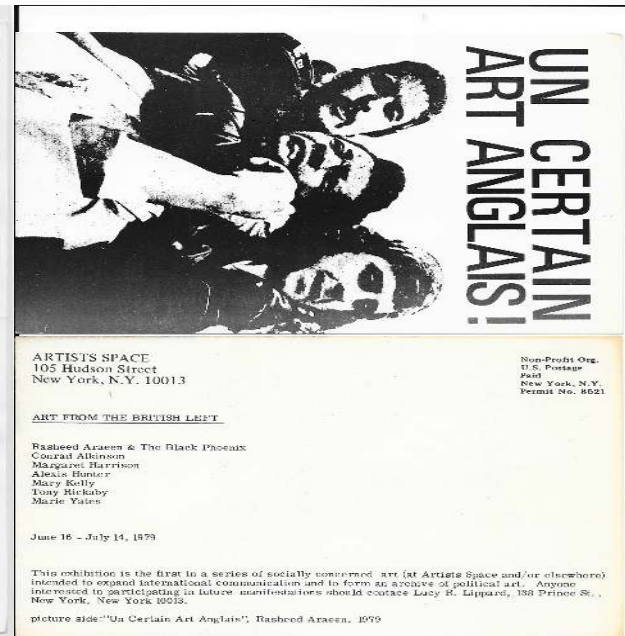 UN CERTAIN
ART ANGLAIS!
ARTISTS SPACE
105 Hudson Street
New York, N.Y. 10013
Non-Profit Org.
U.S. Postage
Paid
New York, N.Y.
Permit No. 8621
ART FROM THE BRITISH LEFT
Rasheed Araeen & The Black Phoenix
Conrad Atkinson
Margaret Harrison
Alexis Hunter
Mary Kelly
Tony Rickaby
Marie Yates
June 16 - July 14, 1979
This exhibition is the first in a series of socially concerned art (at Artists Space and/or elsewhere)
intended to expand international communication and to form an archive of political art. Anyone
interested in participating in future manifestations should contace Lucy R. Lippard, 138 Prince St.,
New York, New York 10013.
picture side: "Un Certain Art Anglais", Rasheed Araeen, 1979